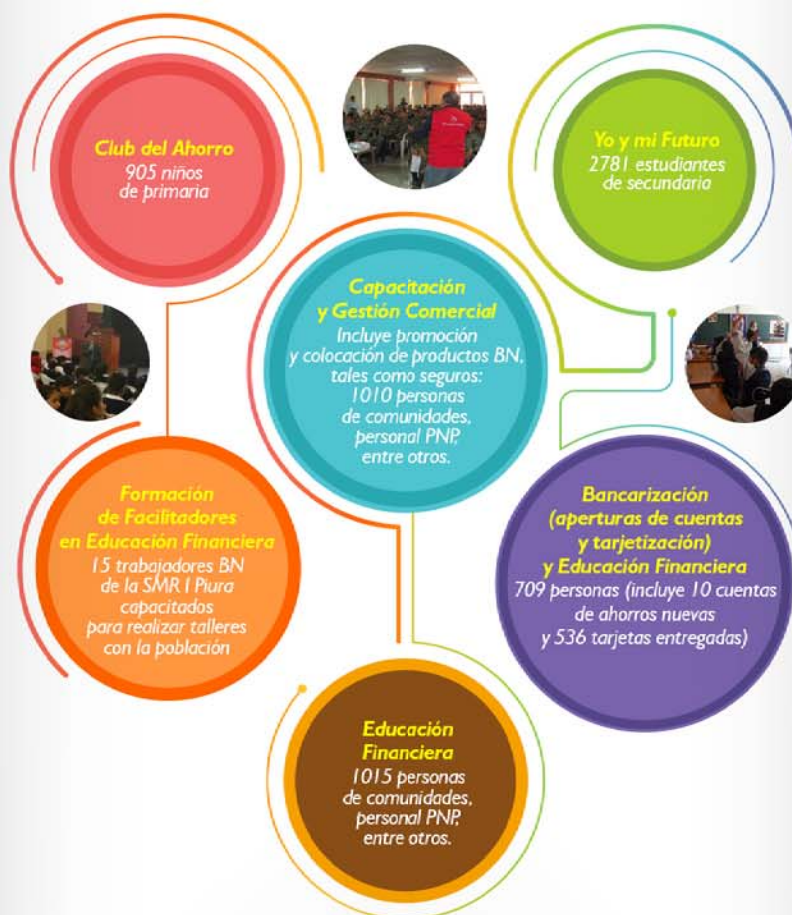 Club del Ahorro
905 niños
de primaria
Yo y mi Futuro
2781 estudiantes
de secundaria
Capacitación
y Gestión Comercial
Incluye promoción
y colocación de productos BN,
tales como seguros:
1010 personas
de comunidades,
personal PNP,
entre otros.
Formación
de Facilitadores
en Educación Financiera
15 trabajadores BN
de la SMR I Piura
capacitados
para realizar talleres
con la población
Bancarización
(aperturas de cuentas
y tarjetización)
y Educación Financiera
709 personas (incluye 10 cuentas
de ahorros nuevas
y 536 tarjetas entregadas)
Educación
Financiera
1015 personas
de comunidades,
personal PNP,
entre otros.